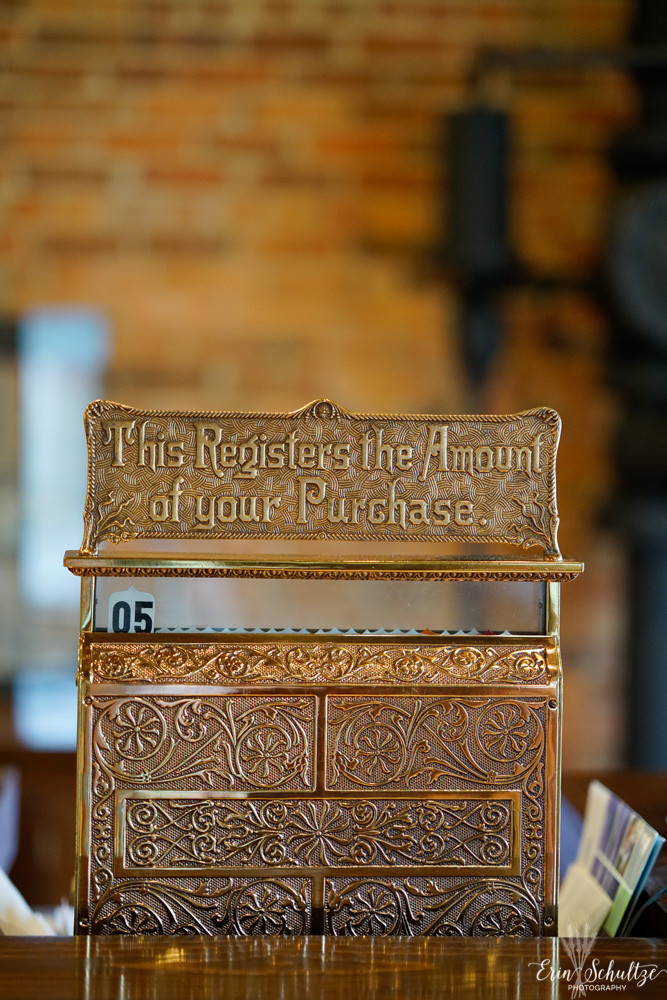 This Registers the Amount
of your Purchase.
05
Erin Schultze
PHOTOGRAPHY